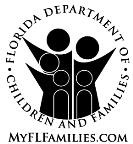 • FLORIDA DEPARTMENT OF •
CHILDREN AND FAMILIES
MYFLFAMILIES.COM